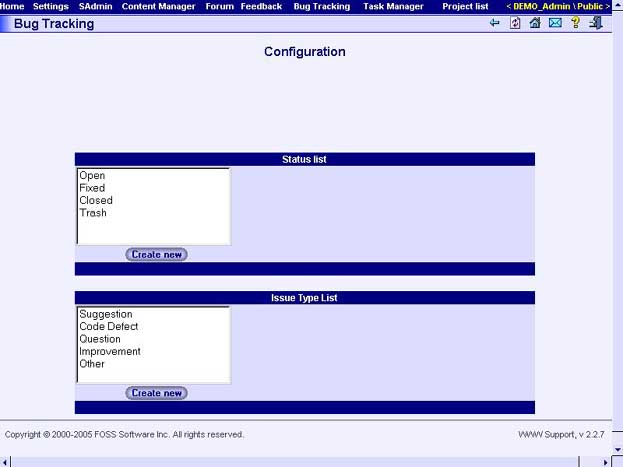 Home Settings SAdmin Content Manager Forum Feedback Bug Tracking Task Manager Project list < DEMO_Admin \ Public >
Bug Tracking
Configuration
Status list
Open
Fixed
Closed
Trash
Create new
Issue Type List
Suggestion
Code Defect
Question
Improvement
Other
Create new
Copyright © 2000-2005 FOSS Software Inc. All rights reserved. WWW Support, v 2.2.7